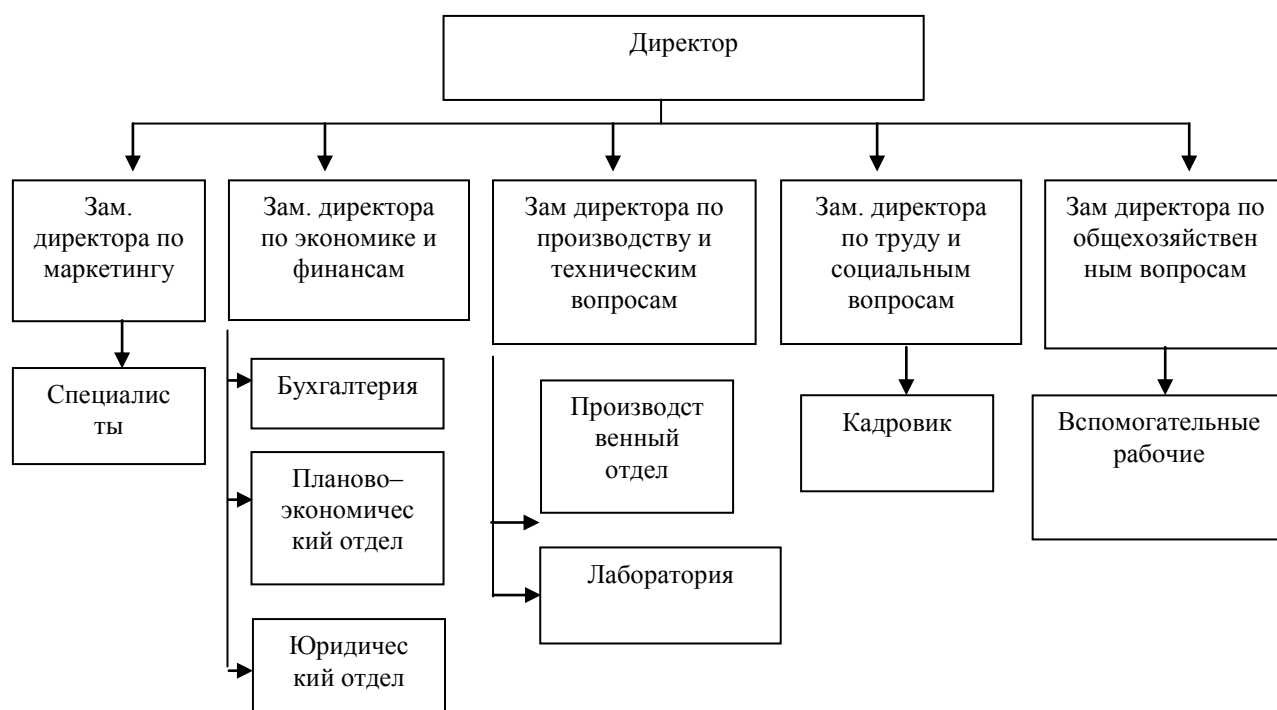 Директор
Зам.
директора по
маркетингу
Зам. директора
по экономике и
финансам
Зам директора по
производству и
техническим
вопросам
Зам. директора
по труду и
социальным
вопросам
Зам директора по
общехозяйствен
ным вопросам
Специалис
ты
Бухгалтерия
Планово–
экономичес
кий отдел
Юридичес
кий отдел
Производст
венный
отдел
Лаборатория
Кадровик
Вспомогательные
рабочие